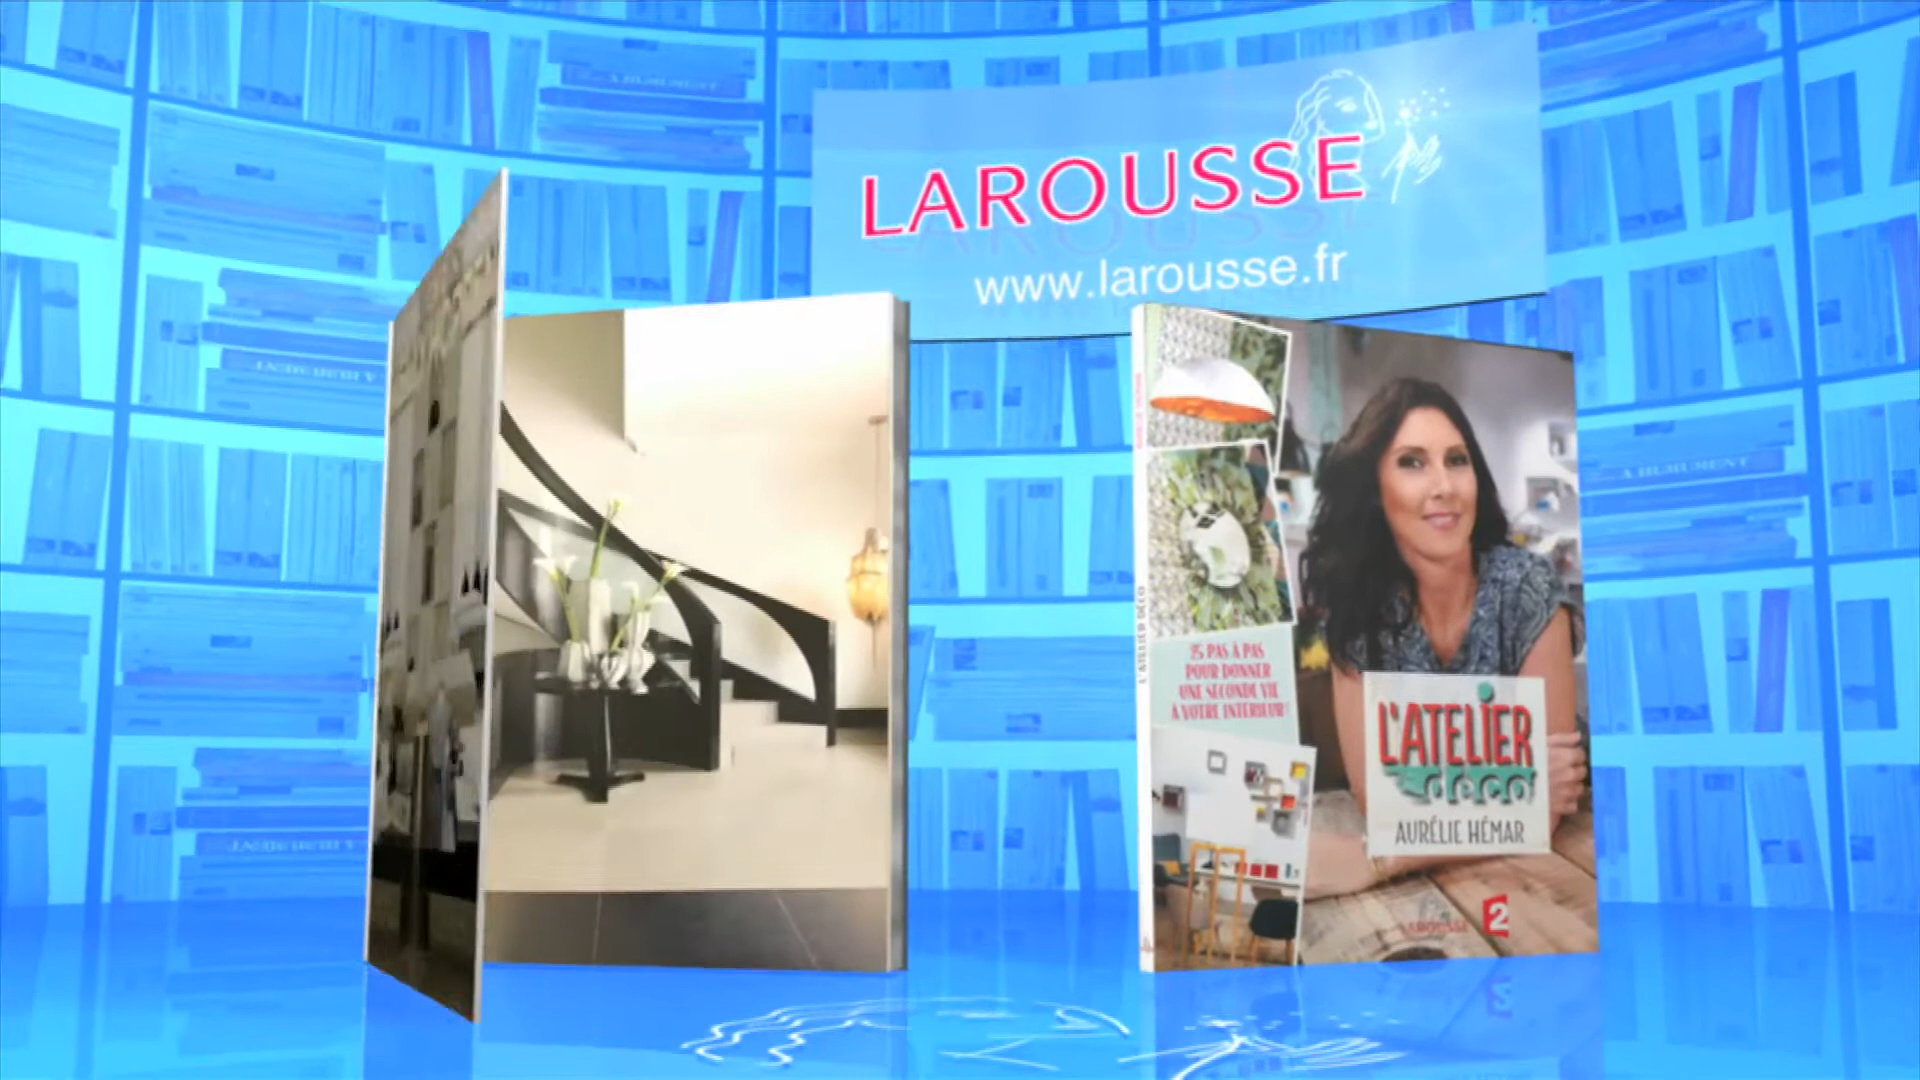 LAROUSSE
www.larousse.fr
25 PAS À PAS
POUR DONNER
UNE SECONDE VIE
À VOTRE INTÉRIEUR !
L'ATELIER
déco
AURÉLIE HÉMAR
LAROUSSE
2
L'ATELIER DÉCO